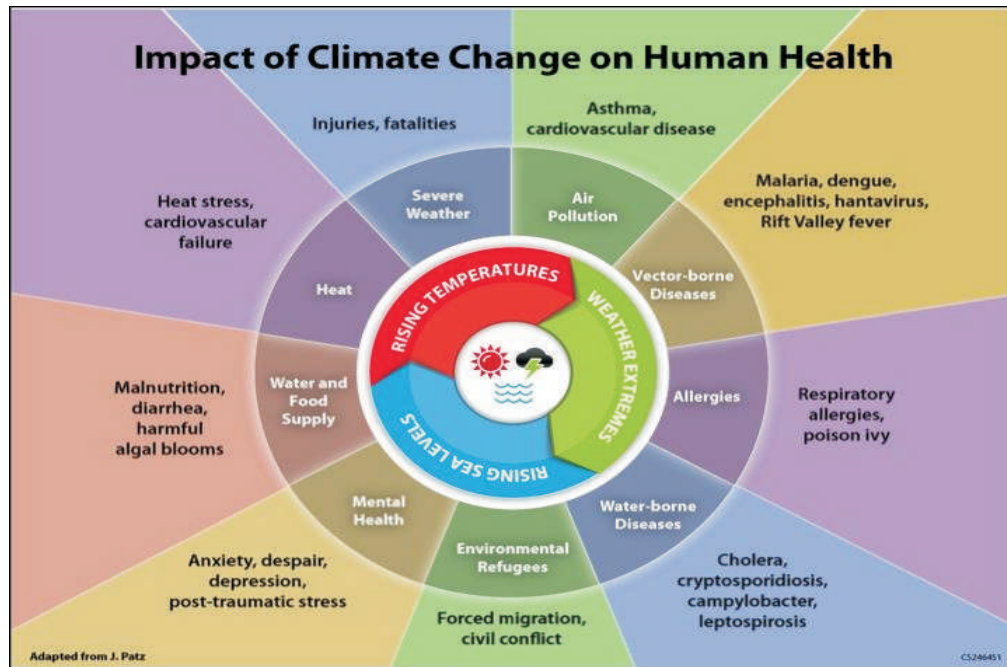 Impact of Climate Change on Human Health
Injuries, fatalities
Asthma,
cardiovascular disease
Heat stress,
cardiovascular
failure
Severe
Weather
Air
Pollution
Malaria, dengue,
encephalitis, hantavirus,
Rift Valley fever
Heat
Vector-borne
Diseases
RISING TEMPERATURES
WEATHER EXTREMES
RISING SEA LEVELS
Malnutrition,
diarrhea,
harmful
algal blooms
Water and
Food
Supply
Allergies
Respiratory
allergies,
poison ivy
Mental
Health
Water-borne
Diseases
Environmental
Refugees
Anxiety, despair,
depression,
post-traumatic stress
Forced migration,
civil conflict
Cholera,
cryptosporidiosis,
campylobacter,
leptospirosis
Adapted from J. Patz
CS246451